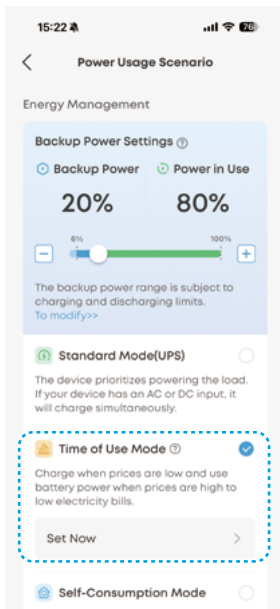 15:22 76
Power Usage Scenario
Energy Management
Backup Power Settings
Backup Power Power in Use
20% 80%
6% 100%
The backup power range is subject to
charging and discharging limits.
To modify>>
Standard Mode(UPS)
The device prioritizes powering the load.
If your device has an AC or DC input, it
will charge simultaneously.
Time of Use Mode
Charge when prices are low and use
battery power when prices are high to
low electricity bills.
Set Now
Self-Consumption Mode